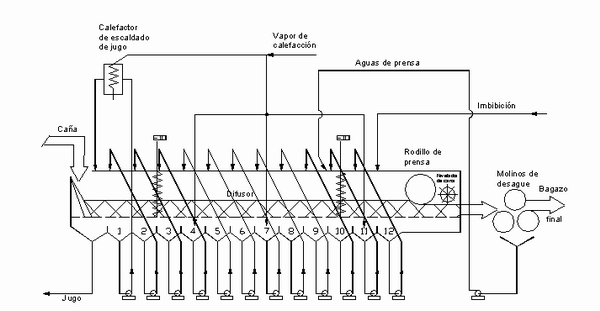 Calefactor
de escaldado
de jugo
Vapor de
calefacción
Aguas de prensa
Imbibición
Caña
Rodillo de
prensa
Molinos de
desague
Bagazo
final
Difusor
1 2 3 4 5 6 7 8 9 10 11 12
Jugo